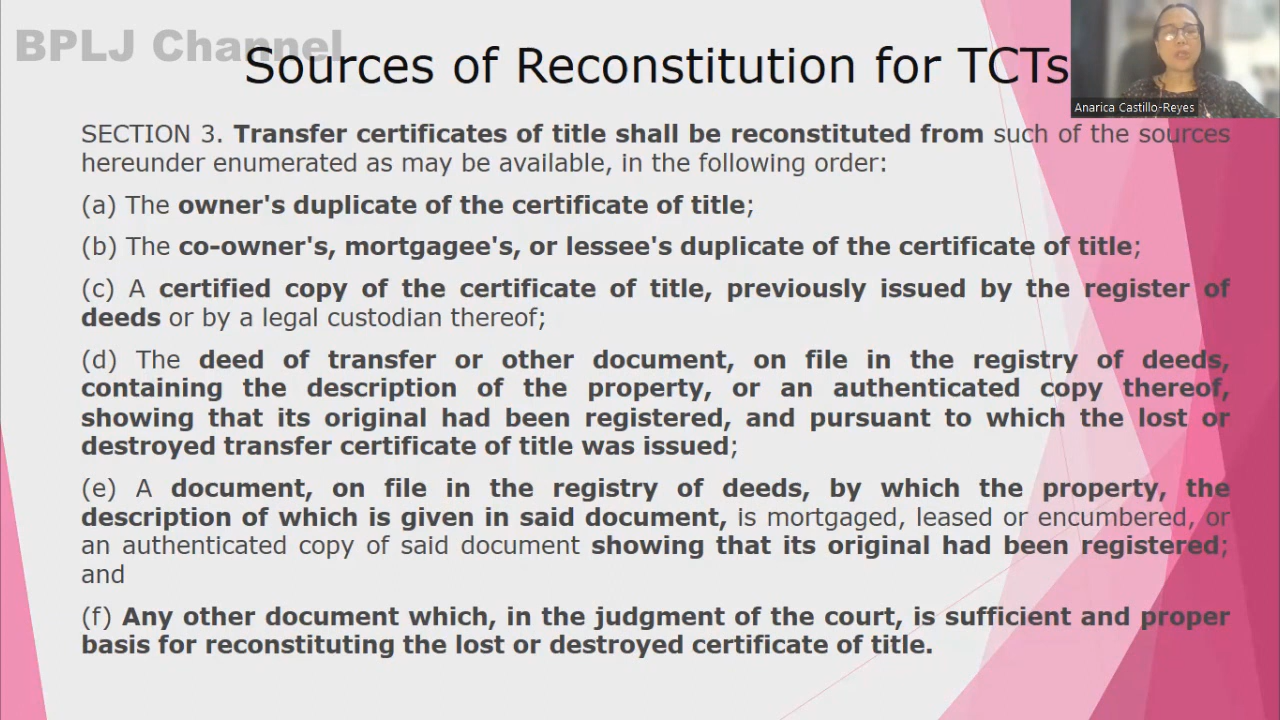 BPLJ Channel
Sources of Reconstitution for TCTs
Anarica Castillo-Reyes
SECTION 3. Transfer certificates of title shall be reconstituted from such of the sources
hereunder enumerated as may be available, in the following order:
(a) The owner's duplicate of the certificate of title;
(b) The co-owner's, mortgagee's, or lessee's duplicate of the certificate of title;
(c) A certified copy of the certificate of title, previously issued by the register of
deeds or by a legal custodian thereof;
(d) The deed of transfer or other document, on file in the registry of deeds,
containing the description of the property, or an authenticated copy thereof,
showing that its original had been registered, and pursuant to which the lost or
destroyed transfer certificate of title was issued;
(e) A document, on file in the registry of deeds, by which the property, the
description of which is given in said document, is mortgaged, leased or encumbered, or
an authenticated copy of said document showing that its original had been registered;
and
(f) Any other document which, in the judgment of the court, is sufficient and proper
basis for reconstituting the lost or destroyed certificate of title.